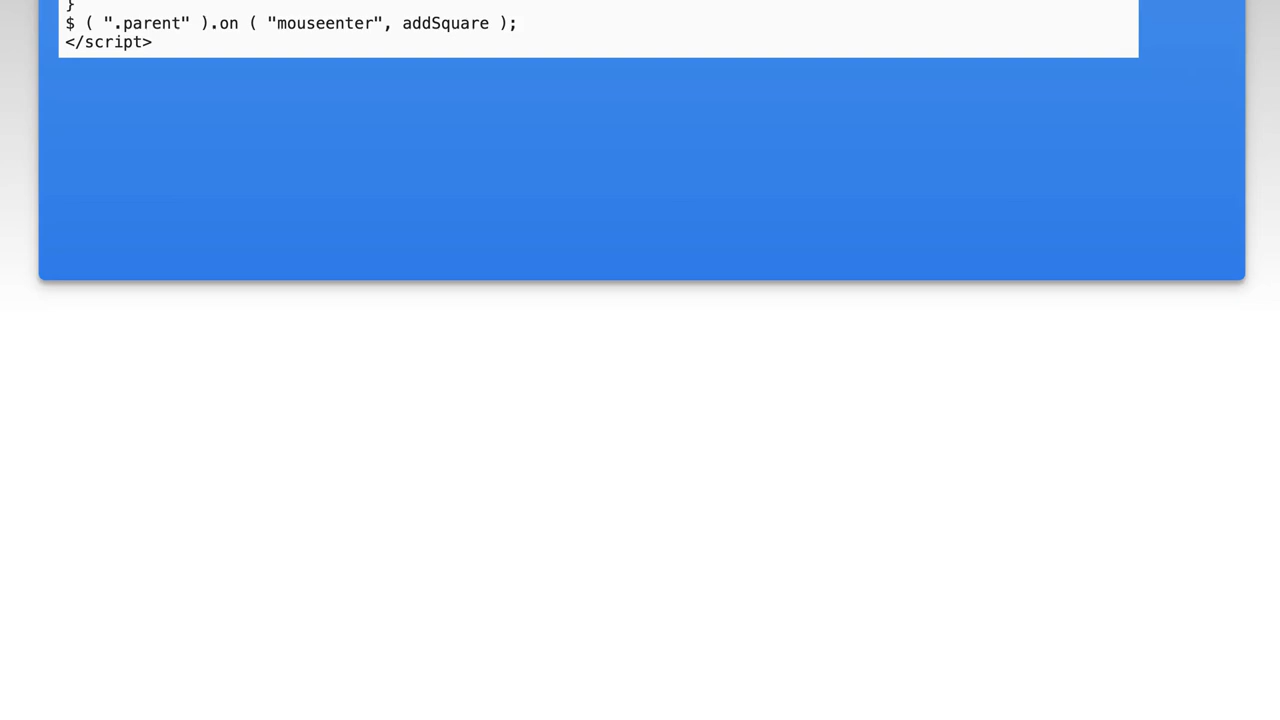 }
$ ( ".parent" ).on ( "mouseenter", addSquare );
</script>